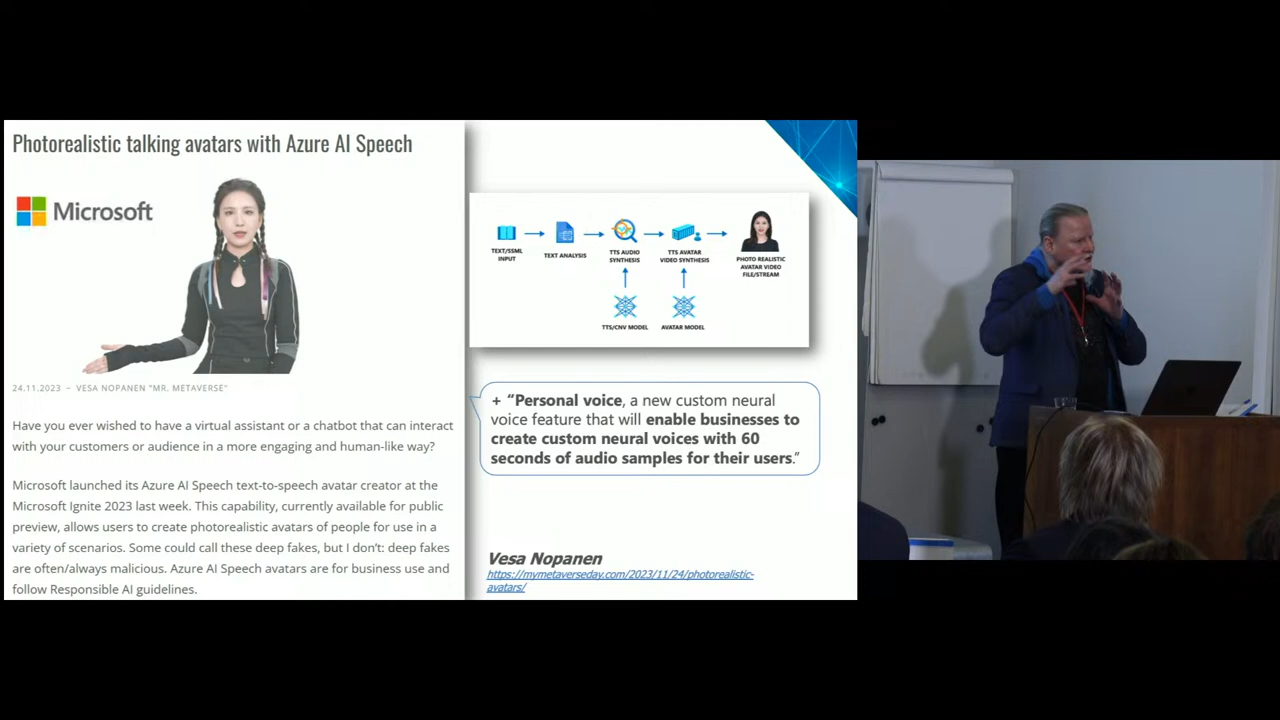 Photorealistic talking avatars with Azure AI Speech
Microsoft
24.11.2023 – VESA NOPANEN "MR. METAVERSE"
Have you ever wished to have a virtual assistant or a chatbot that can interact
with your customers or audience in a more engaging and human-like way?
Microsoft launched its Azure AI Speech text-to-speech avatar creator at the
Microsoft Ignite 2023 last week. This capability, currently available for public
preview, allows users to create photorealistic avatars of people for use in a
variety of scenarios. Some could call these deep fakes, but I don't: deep fakes
are often/always malicious. Azure AI Speech avatars are for business use and
follow Responsible AI guidelines.
TEXT/SSML
INPUT
TEXT ANALYSIS
TTS AUDIO
SYNTHESIS
TTS AVATAR
VIDEO SYNTHESIS
PHOTO REALISTIC
AVATAR VIDEO
FILE/STREAM
TTS/CNV MODEL
AVATAR MODEL
+ “Personal voice, a new custom neural
voice feature that will enable businesses to
create custom neural voices with 60
seconds of audio samples for their users.”
Vesa Nopanen
https://mymetaverseday.com/2023/11/24/photorealistic-
avatars/